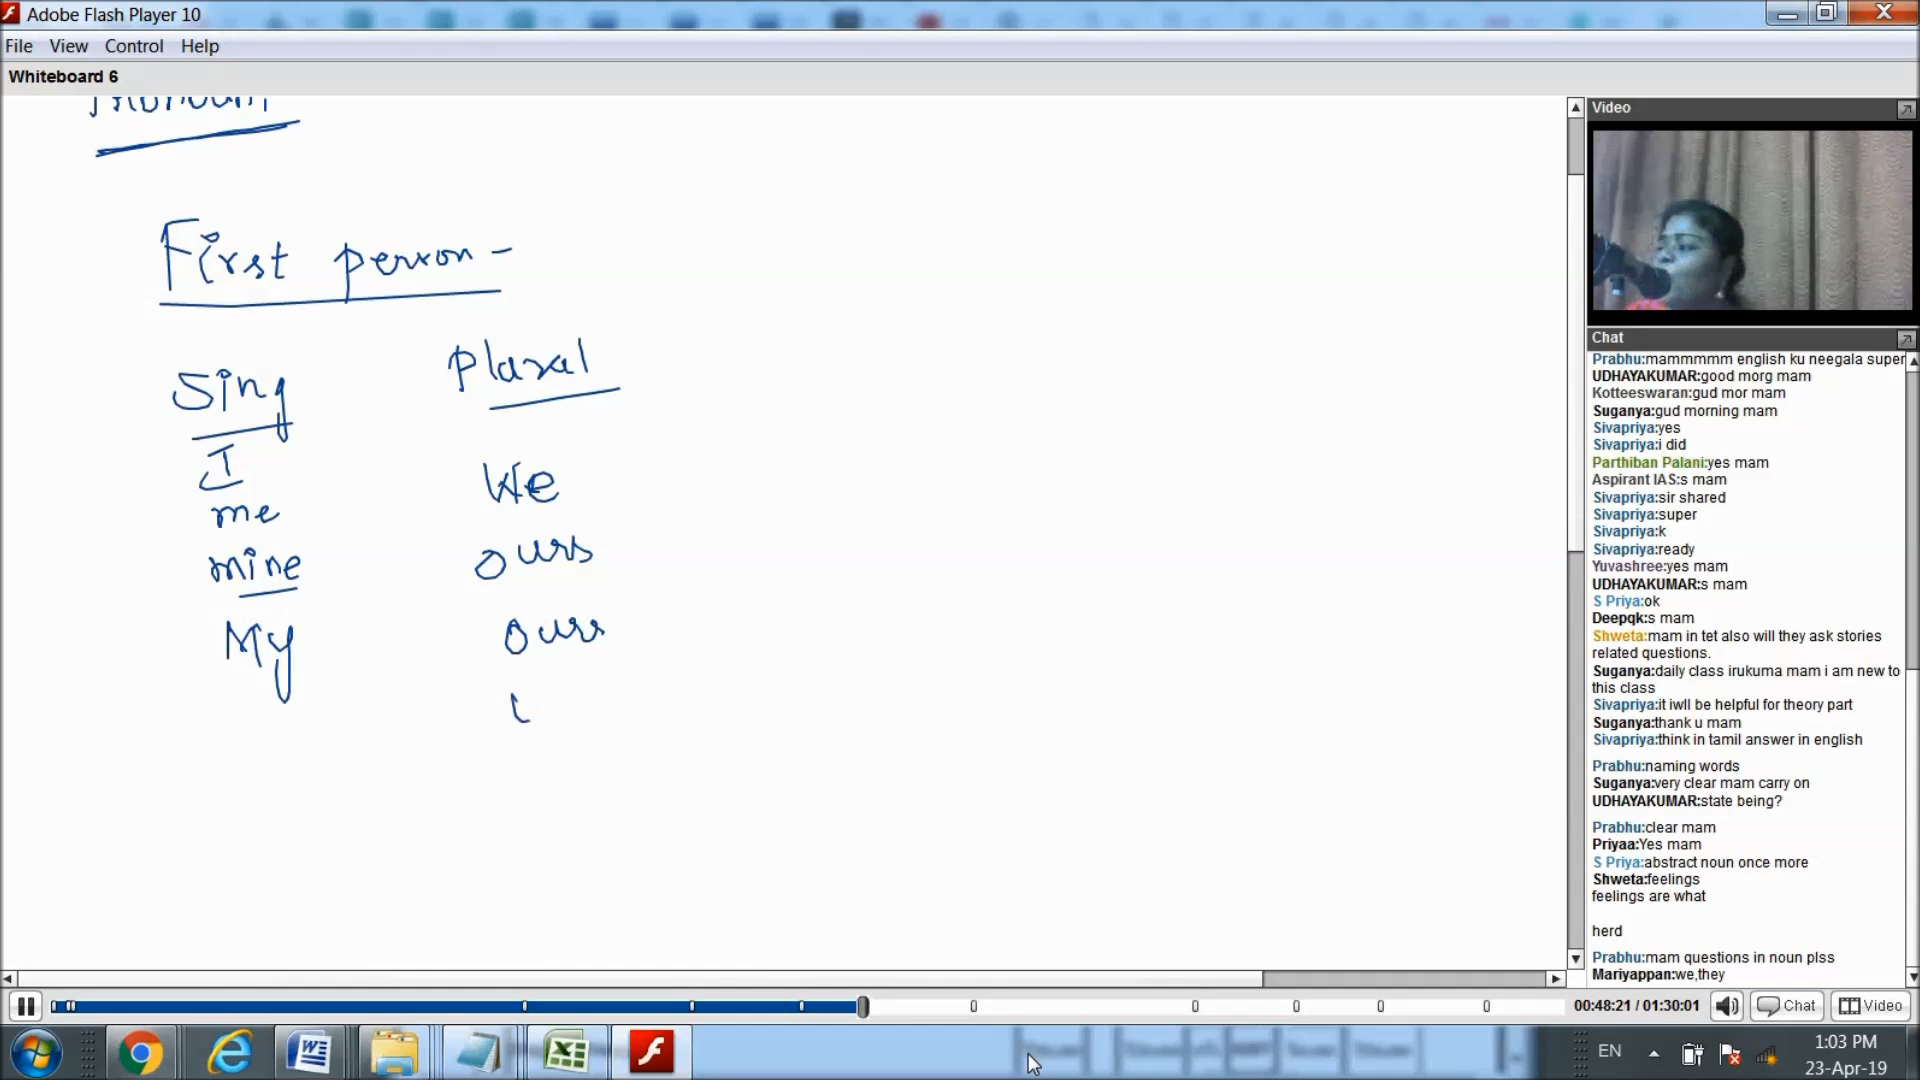 Adobe Flash Player 10
File View Control Help
Whiteboard 6
First person -
Sing Plural
I We
me
mine ours
My ours
Video
Chat
Prabhu:mammmmm english ku neegala super
UDHAYAKUMAR:good morg mam
Kotteeswaran:gud mor mam
Suganya:gud morning mam
Sivapriya:yes
Sivapriya:i did
Parthiban Palani:yes mam
Aspirant IAS:s mam
Sivapriya:sir shared
Sivapriya:super
Sivapriya:k
Sivapriya:ready
Yuvashree:yes mam
UDHAYAKUMAR:s mam
S Priya:ok
Deepqk:s mam
Shweta:mam in tet also will they ask stories
related questions.
Suganya:daily class irukuma mam i am new to
this class
Sivapriya:it iwll be helpful for theory part
Suganya:thank u mam
Sivapriya:think in tamil answer in english
Prabhu:naming words
Suganya:very clear mam carry on
UDHAYAKUMAR:state being?
Prabhu:clear mam
Priyaa:Yes mam
S Priya:abstract noun once more
Shweta:feelings
feelings are what
herd
Prabhu:mam questions in noun plss
Mariyappan:we,they
00:48:21 / 01:30:01 Chat Video
EN 1:03 PM
23-Apr-19